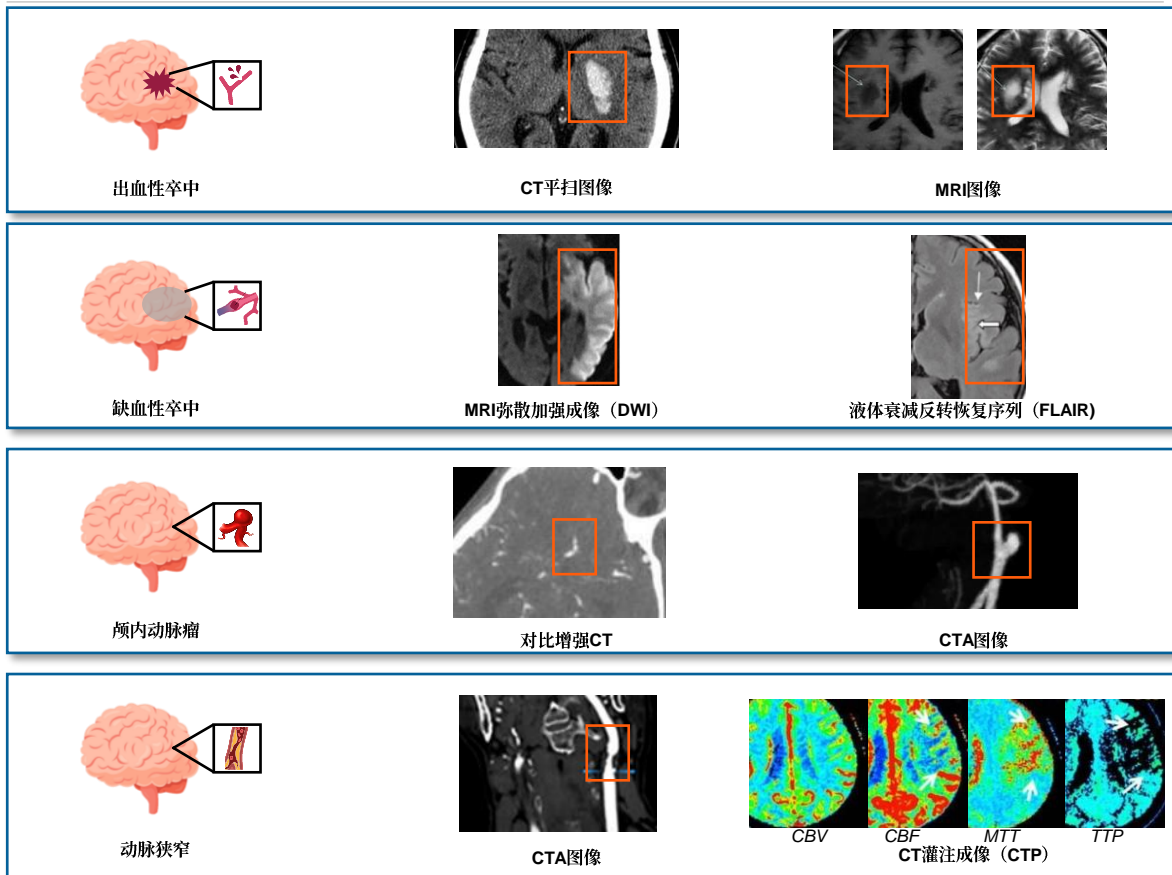 出血性卒中
CT平扫图像
MRI图像
缺血性卒中
MRI弥散加强成像（DWI）
液体衰减反转恢复序列（FLAIR)
颅内动脉瘤
对比增强CT
CTA图像
动脉狭窄
CTA图像
CBV
CBF
MTT
TTP
CT灌注成像（CTP）